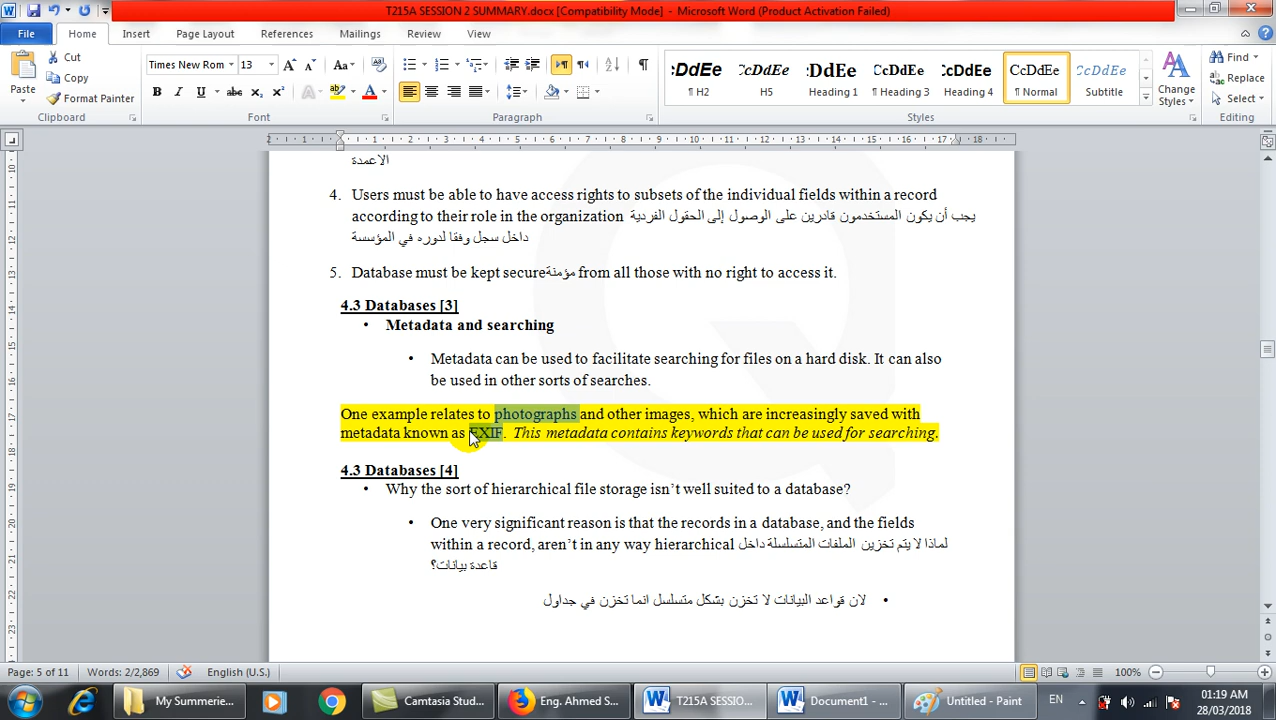 T215A SESSION 2 SUMMARY.docx [Compatibility Mode] - Microsoft Word (Product Activation Failed)
File Home Insert Page Layout References Mailings Review View
Paste
Cut
Copy
Format Painter
Clipboard
Times New Rom 13
Font
Paragraph
¶ H2 H5 Heading 1 ¶ Heading 3 Heading 4 ¶ Normal Subtitle
Change Styles
Styles
Find
Replace
Select
Editing
الاعمدة
4. Users must be able to have access rights to subsets of the individual fields within a record
according to their role in the organization يجب أن يكون المستخدمون قادرين على الوصول إلى الحقول الفردية
داخل سجل وفقا لدوره في المؤسسة
5. Database must be kept secure مؤمنة from all those with no right to access it.
4.3 Databases [3]
• Metadata and searching
• Metadata can be used to facilitate searching for files on a hard disk. It can also
be used in other sorts of searches.
One example relates to photographs and other images, which are increasingly saved with
metadata known as EXIF. This metadata contains keywords that can be used for searching.
4.3 Databases [4]
• Why the sort of hierarchical file storage isn't well suited to a database?
• One very significant reason is that the records in a database, and the fields
within a record, aren't in any way hierarchical لماذا لا يتم تخزين الملفات المتسلسلة داخل
قاعدة بيانات؟
• لان قواعد البيانات لا تخزن بشكل متسلسل انما تخزن في جداول
Page: 5 of 11 Words: 2/2,869 English (U.S.) 100%
My Summerie... Camtasia Stud... Eng. Ahmed S... T215A SESSIO... Document1 - ... Untitled - Paint EN 01:19 AM
28/03/2018